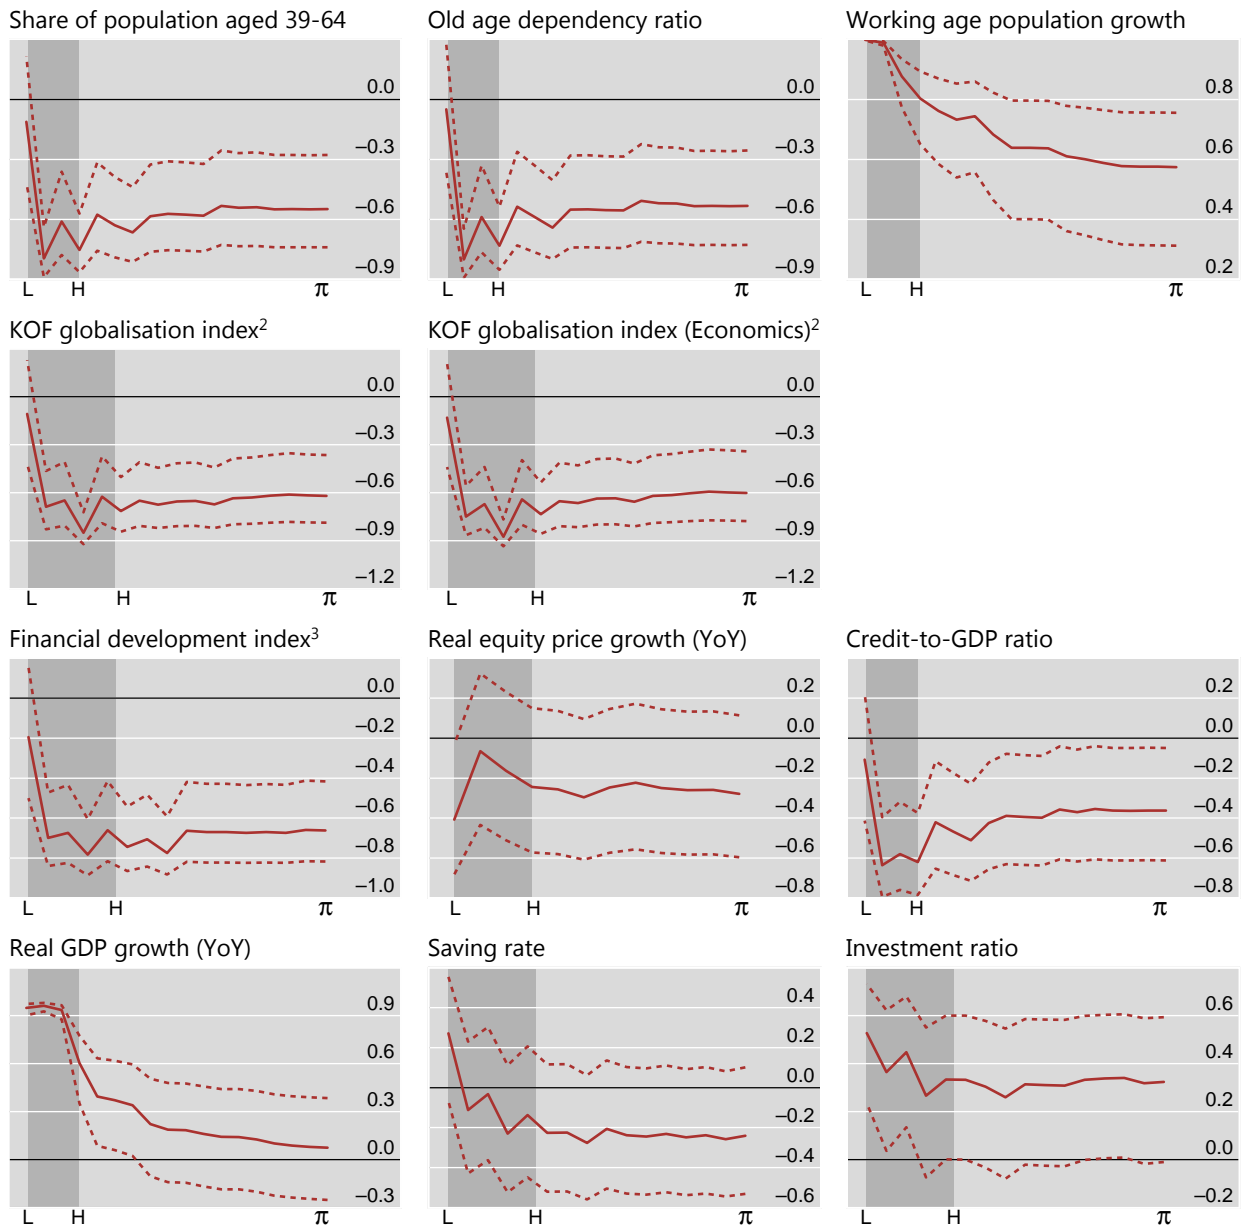 Share of population aged 39-64
0.0
–0.3
–0.6
–0.9
L H π
Old age dependency ratio
0.0
–0.3
–0.6
–0.9
L H π
Working age population growth
0.8
0.6
0.4
0.2
L H π
KOF globalisation index²
0.0
–0.3
–0.6
–0.9
–1.2
L H π
KOF globalisation index (Economics)²
0.0
–0.3
–0.6
–0.9
–1.2
L H π
Financial development index³
0.0
–0.2
–0.4
–0.6
–0.8
–1.0
L H π
Real equity price growth (YoY)
0.2
0.0
–0.2
–0.4
–0.6
–0.8
L H π
Credit-to-GDP ratio
0.2
0.0
–0.2
–0.4
–0.6
–0.8
L H π
Real GDP growth (YoY)
0.9
0.6
0.3
0.0
–0.3
L H π
Saving rate
0.4
0.2
0.0
–0.2
–0.4
–0.6
L H π
Investment ratio
0.6
0.4
0.2
0.0
–0.2
L H π